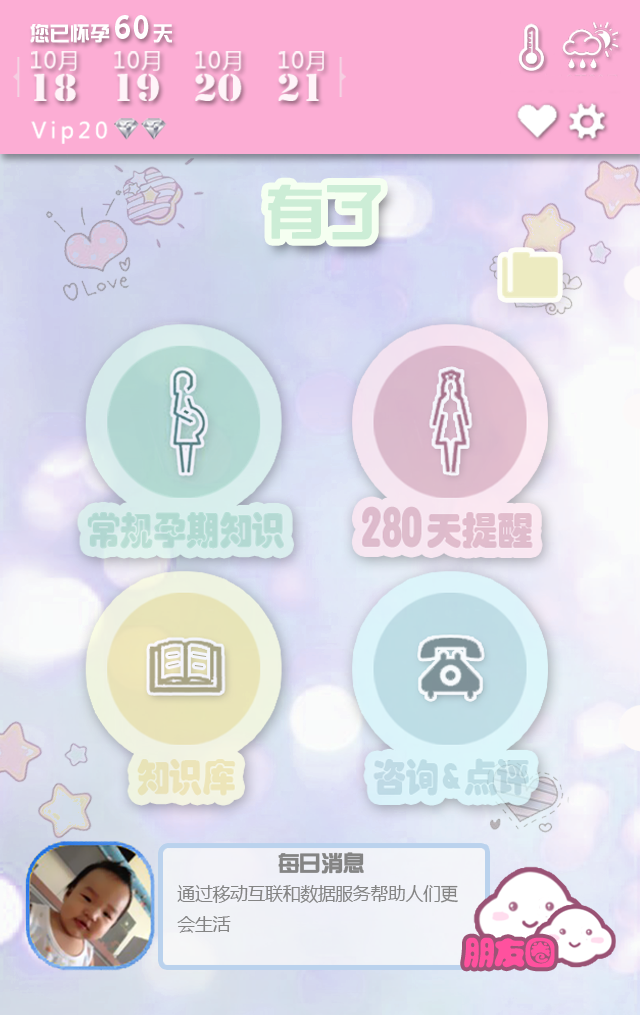 您已怀孕60天
10月 10月 10月 10月
18 19 20 21
Vip20
有了
Love
常规孕期知识 280天提醒
知识库 咨询&点评
每日消息
通过移动互联和数据服务帮助人们更
会生活
朋友圈